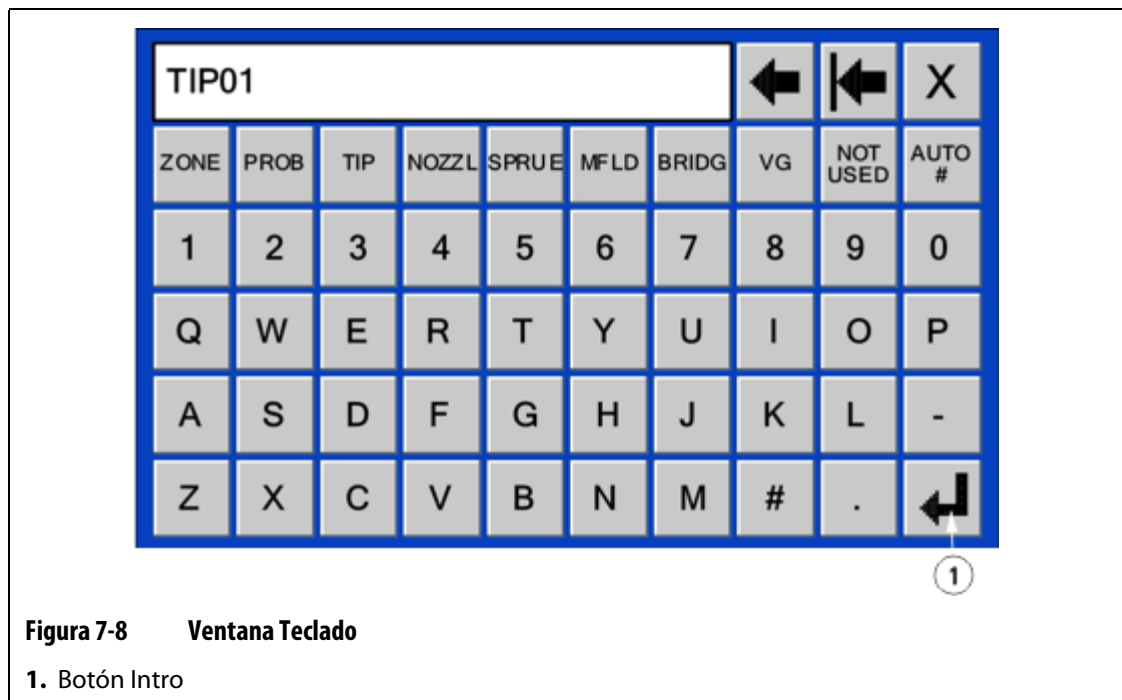 TIP01 X
ZONE PROB TIP NOZZL SPRUE MFLD BRIDG VG NOT USED AUTO #
1 2 3 4 5 6 7 8 9 0
Q W E R T Y U I O P
A S D F G H J K L -
Z X C V B N M # .
1
Figura 7-8 Ventana Teclado
1. Botón Intro